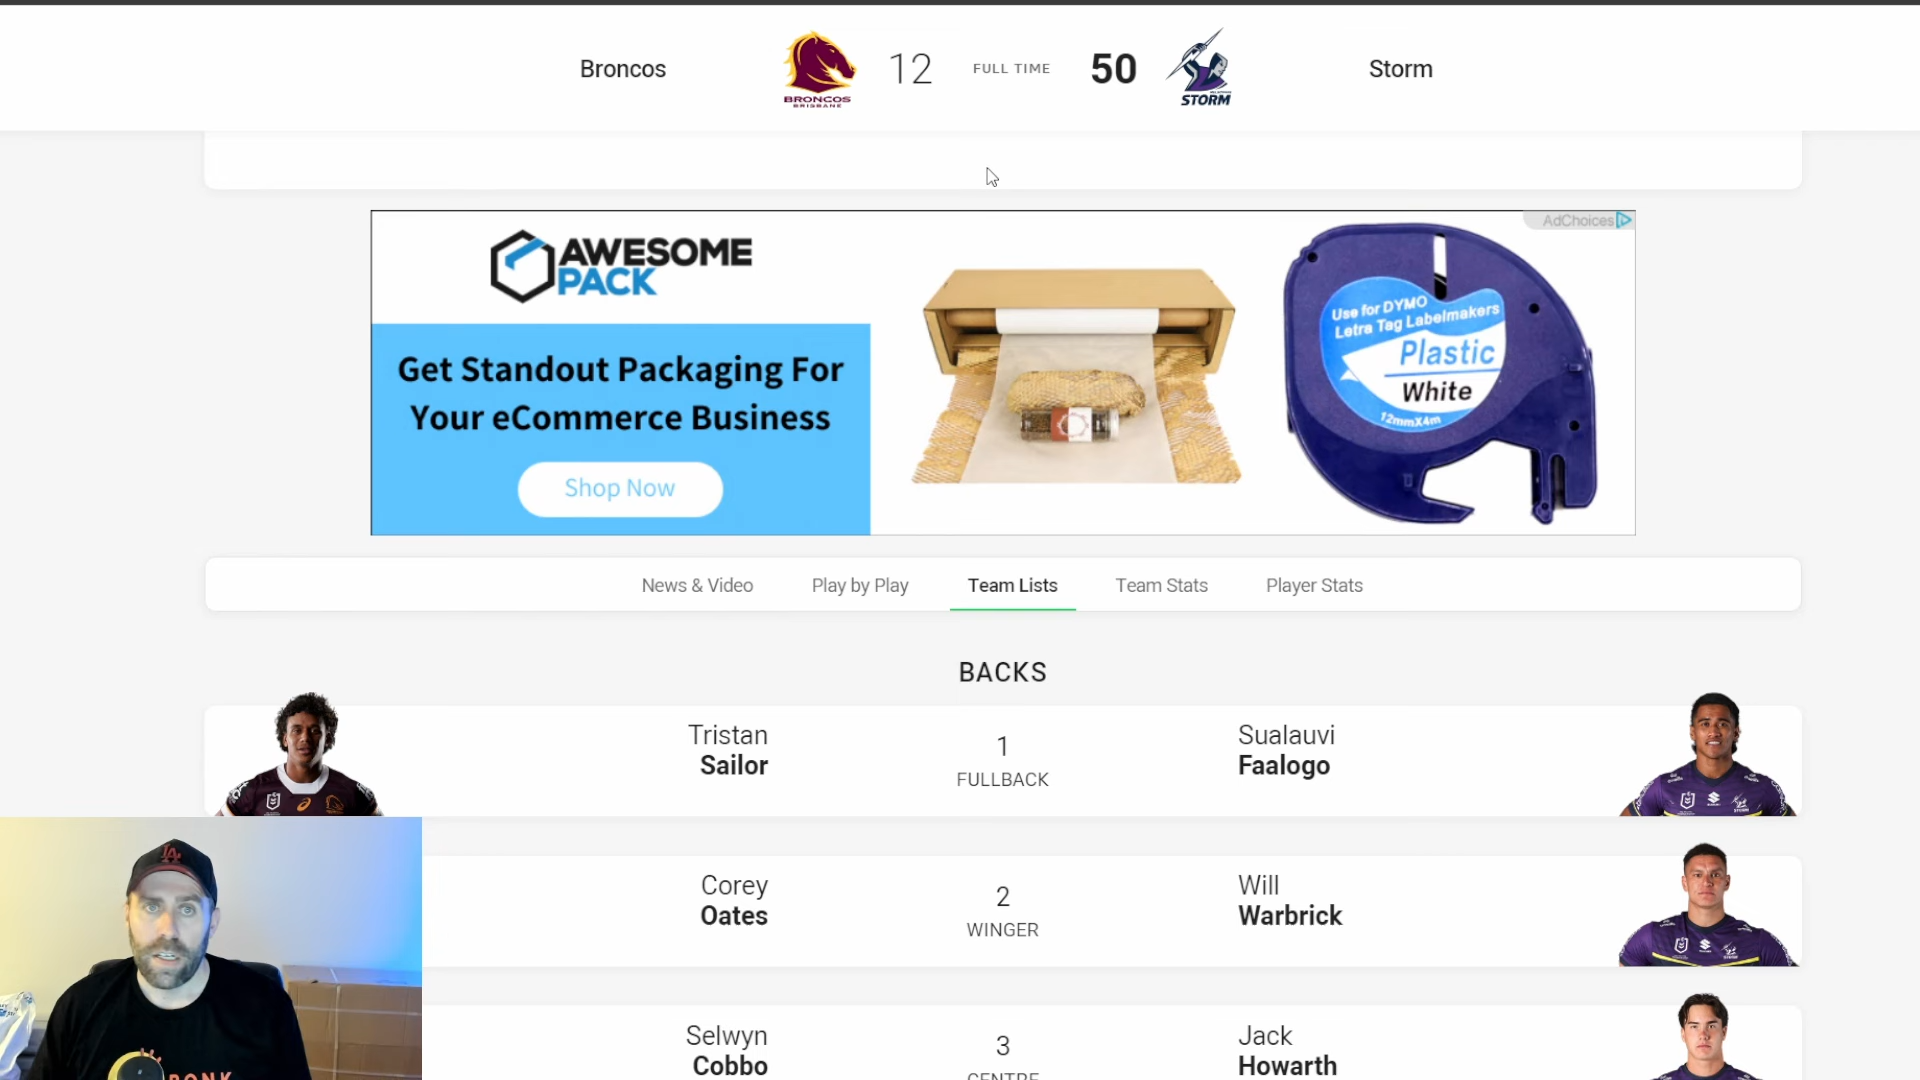 Broncos
BRONCOS
BRISBANE
12
FULL TIME
50
STORM
Storm
AdChoices
AWESOME
PACK
Get Standout Packaging For
Your eCommerce Business
Shop Now
Use for DYMO
Letra Tag Labelmakers
Plastic
White
12mmX4m
News & Video
Play by Play
Team Lists
Team Stats
Player Stats
BACKS
Tristan
Sailor
1
FULLBACK
Sualauvi
Faalogo
Corey
Oates
2
WINGER
Will
Warbrick
Selwyn
Cobbo
3
CENTRE
Jack
Howarth
LA